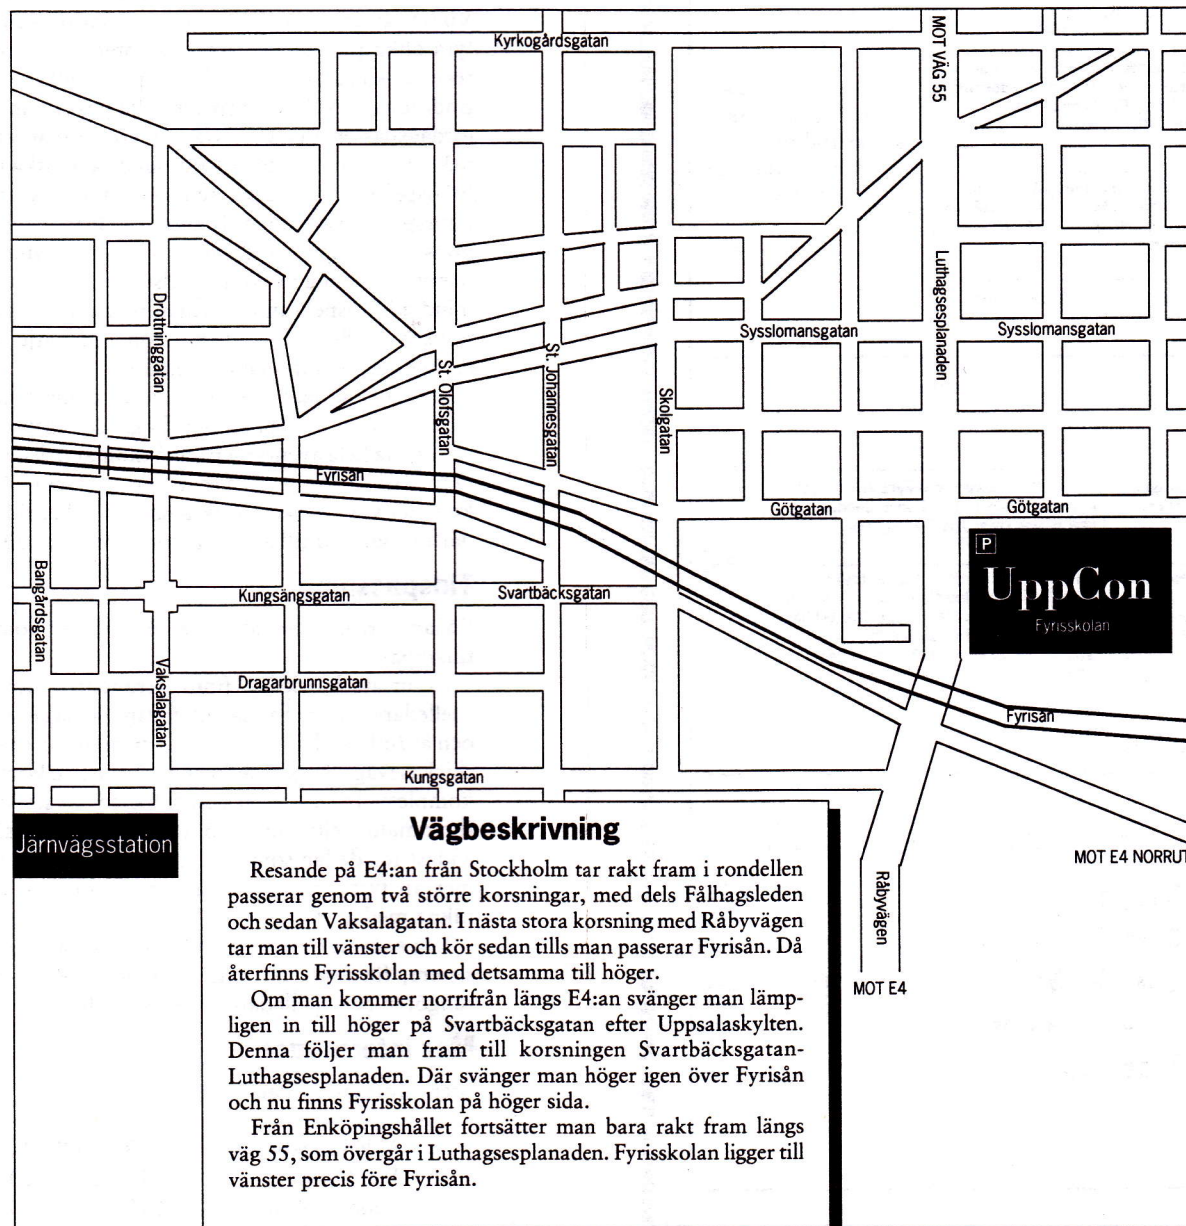 Kyrkogårdsgatan
MOT VÄG 55
Drottninggatan
Luthagsesplanaden
Sysslomansgatan
Sysslomansgatan
St. Olofsgatan
St. Johannesgatan
Skolgatan
Fyrisån
Götgatan
Götgatan
P
UppCon
Fyrisskolan
Bangårdsgatan
Kungsängsgatan
Svartbäcksgatan
Vaksalagatan
Dragarbrunnsgatan
Fyrisån
Kungsgatan
Järnvägsstation
MOT E4 NORRUT
Råbyvägen
MOT E4
Vägbeskrivning
Resande på E4:an från Stockholm tar rakt fram i rondellen
passerar genom två större korsningar, med dels Fålhagsleden
och sedan Vaksalagatan. I nästa stora korsning med Råbyvägen
tar man till vänster och kör sedan tills man passerar Fyrisån. Då
återfinns Fyrisskolan med detsamma till höger.
Om man kommer norrifrån längs E4:an svänger man lämp-
ligen in till höger på Svartbäcksgatan efter Uppsalaskylten.
Denna följer man fram till korsningen Svartbäcksgatan-
Luthagsesplanaden. Där svänger man höger igen över Fyrisån
och nu finns Fyrisskolan på höger sida.
Från Enköpingshållet fortsätter man bara rakt fram längs
väg 55, som övergår i Luthagsesplanaden. Fyrisskolan ligger till
vänster precis före Fyrisån.